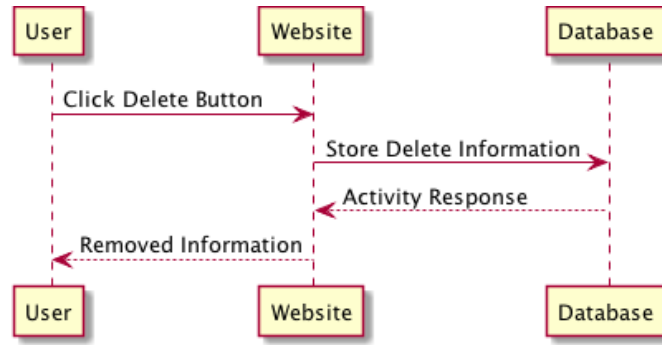 User Website Database
Click Delete Button
Store Delete Information
Activity Response
Removed Information
User Website Database